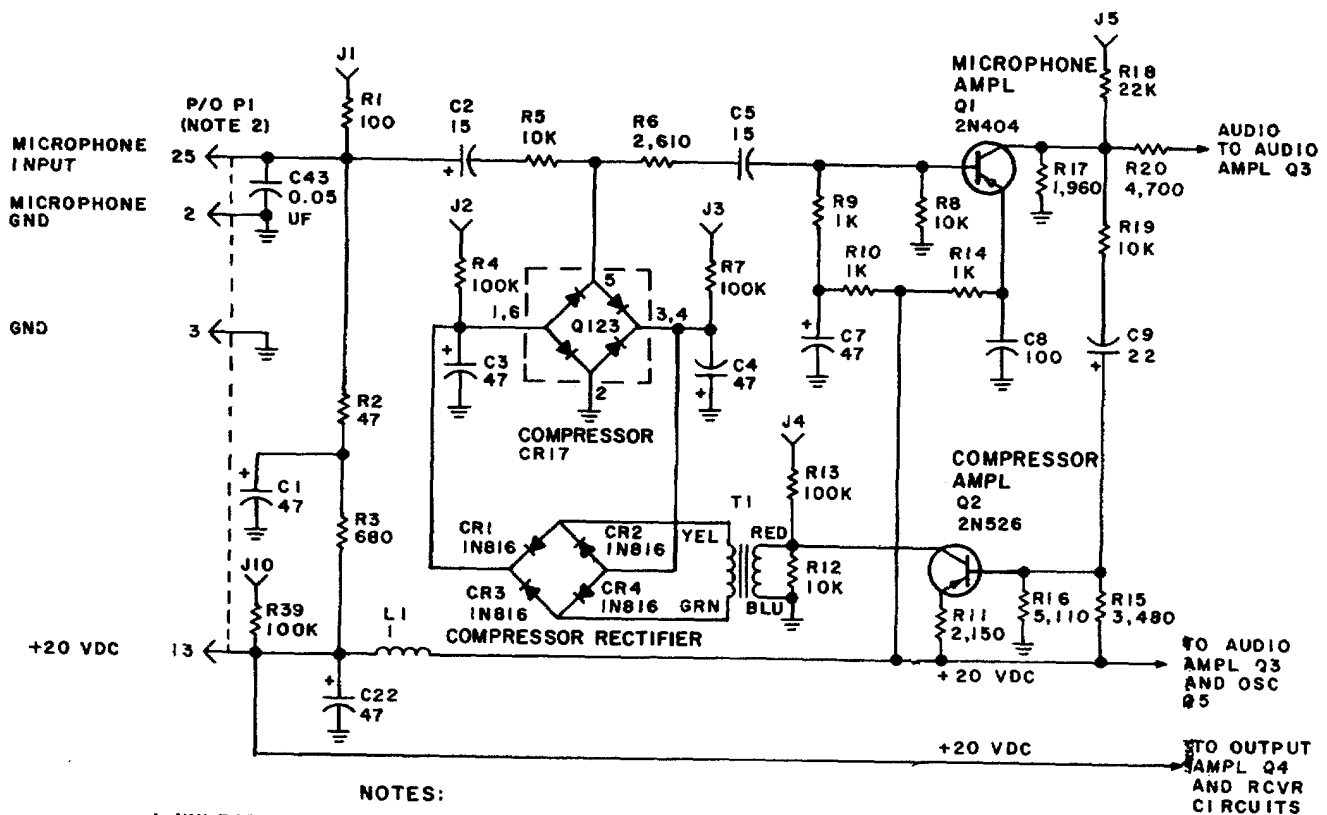 J1
R1
100
P/O P1
(NOTE 2)
MICROPHONE
INPUT
25
C43
0.05
UF
MICROPHONE
GND
2
GND
3
C2
15
+
R5
10K
R6
2,610
C5
15
MICROPHONE
AMPL
Q1
2N404
J5
R18
22K
AUDIO
TO AUDIO
AMPL Q3
R17
1,960
R20
4,700
R19
10K
R9
1K
R8
10K
R10
1K
R14
1K
J2
R4
100K
J3
R7
100K
1,6
5
Q123
3,4
2
+
C3
47
C4
47
+
COMPRESSOR
CR17
+
C7
47
C8
100
C9
22
+
R2
47
+
C1
47
R3
680
J4
R13
100K
COMPRESSOR
AMPL
Q2
2N526
T1
YEL
RED
GRN
BLU
R12
10K
CR1
1N816
CR2
1N816
CR3
1N816
CR4
1N816
COMPRESSOR RECTIFIER
R11
2,150
R16
5,110
R15
3,480
J10
R39
100K
+20 VDC
13
L1
1
+
C22
47
+20 VDC
TO AUDIO
AMPL Q3
AND OSC
Q5
+20 VDC
TO OUTPUT
AMPL Q4
AND RCVR
CIRCUITS
NOTES: